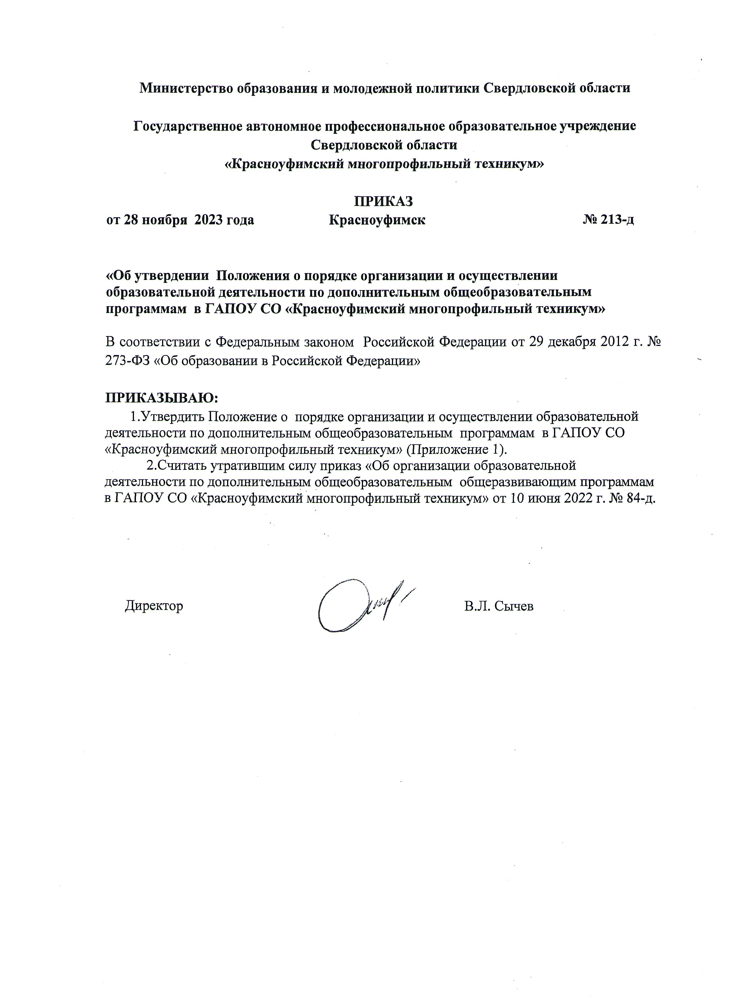 Министерство образования и молодежной политики Свердловской области
Государственное автономное профессиональное образовательное учреждение
Свердловской области
«Красноуфимский многопрофильный техникум»
ПРИКАЗ
от 28 ноября 2023 года Красноуфимск № 213-д
«Об утвердении Положения о порядке организации и осуществлении
образовательной деятельности по дополнительным общеобразовательным
программам в ГАПОУ СО «Красноуфимский многопрофильный техникум»
В соответствии с Федеральным законом Российской Федерации от 29 декабря 2012 г. №
273-ФЗ «Об образовании в Российской Федерации»
ПРИКАЗЫВАЮ:
1.Утвердить Положение о порядке организации и осуществлении образовательной
деятельности по дополнительным общеобразовательным программам в ГАПОУ СО
«Красноуфимский многопрофильный техникум» (Приложение 1).
2.Считать утратившим силу приказ «Об организации образовательной
деятельности по дополнительным общеобразовательным общеразвивающим программам
в ГАПОУ СО «Красноуфимский многопрофильный техникум» от 10 июня 2022 г. № 84-д.
Директор В.Л. Сычев